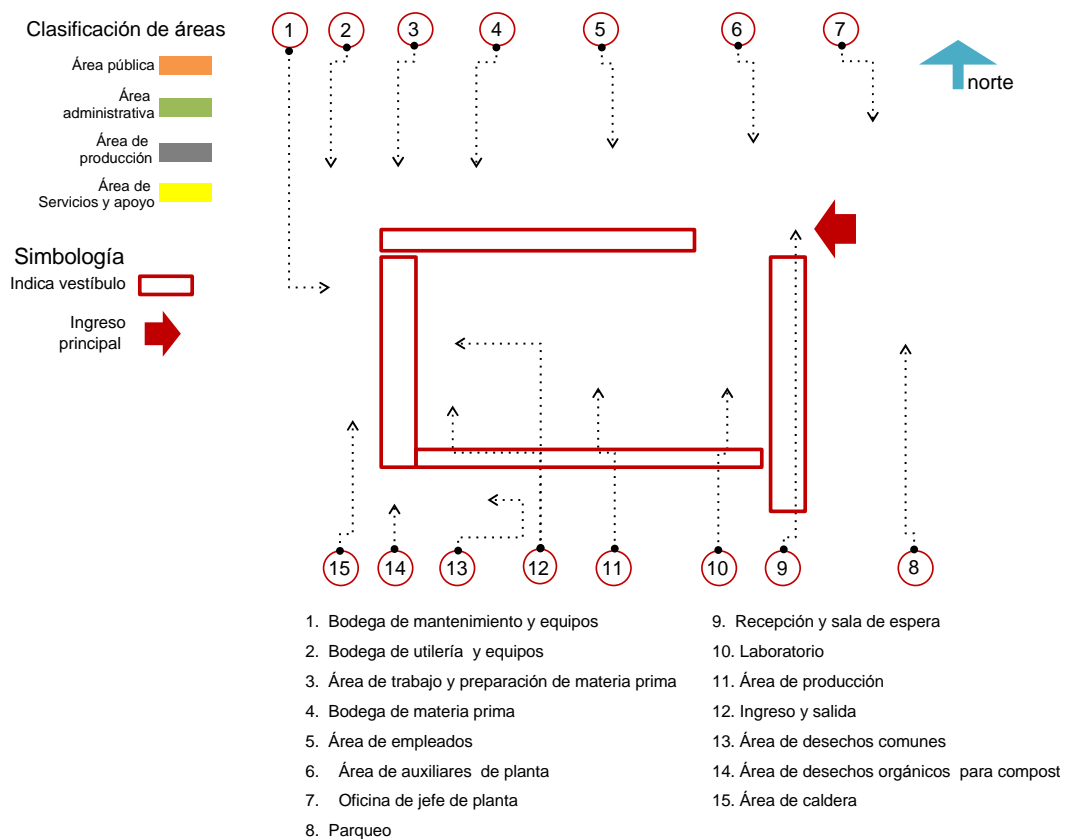 Clasificación de áreas
Área pública
Área
administrativa
Área de
producción
Área de
Servicios y apoyo
Simbología
Indica vestíbulo
Ingreso
principal
1
2
3
4
5
6
7
norte
15
14
13
12
11
10
9
8
1. Bodega de mantenimiento y equipos
2. Bodega de utilería y equipos
3. Área de trabajo y preparación de materia prima
4. Bodega de materia prima
5. Área de empleados
6. Área de auxiliares de planta
7. Oficina de jefe de planta
8. Parqueo
9. Recepción y sala de espera
10. Laboratorio
11. Área de producción
12. Ingreso y salida
13. Área de desechos comunes
14. Área de desechos orgánicos para compost
15. Área de caldera